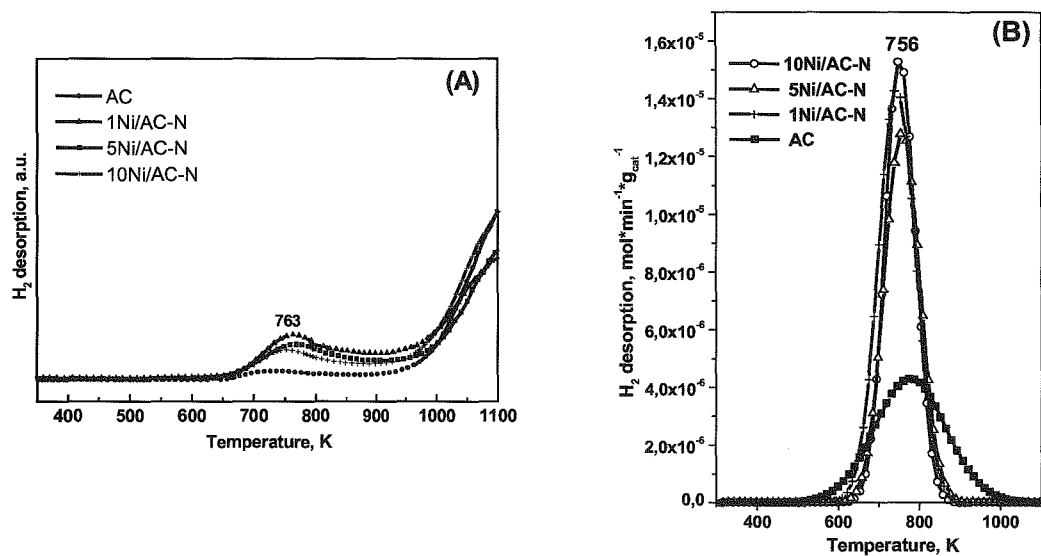 (A)
AC
1Ni/AC-N
5Ni/AC-N
10Ni/AC-N
763
H₂ desorption, a.u.
400 500 600 700 800 900 1000 1100
Temperature, K
(B)
756
10Ni/AC-N
5Ni/AC-N
1Ni/AC-N
AC
1,6x10⁻⁵
1,4x10⁻⁵
1,2x10⁻⁵
1,0x10⁻⁵
8,0x10⁻⁶
6,0x10⁻⁶
4,0x10⁻⁶
2,0x10⁻⁶
0,0
H₂ desorption, mol*min⁻¹*g_cat⁻¹
400 600 800 1000
Temperature, K